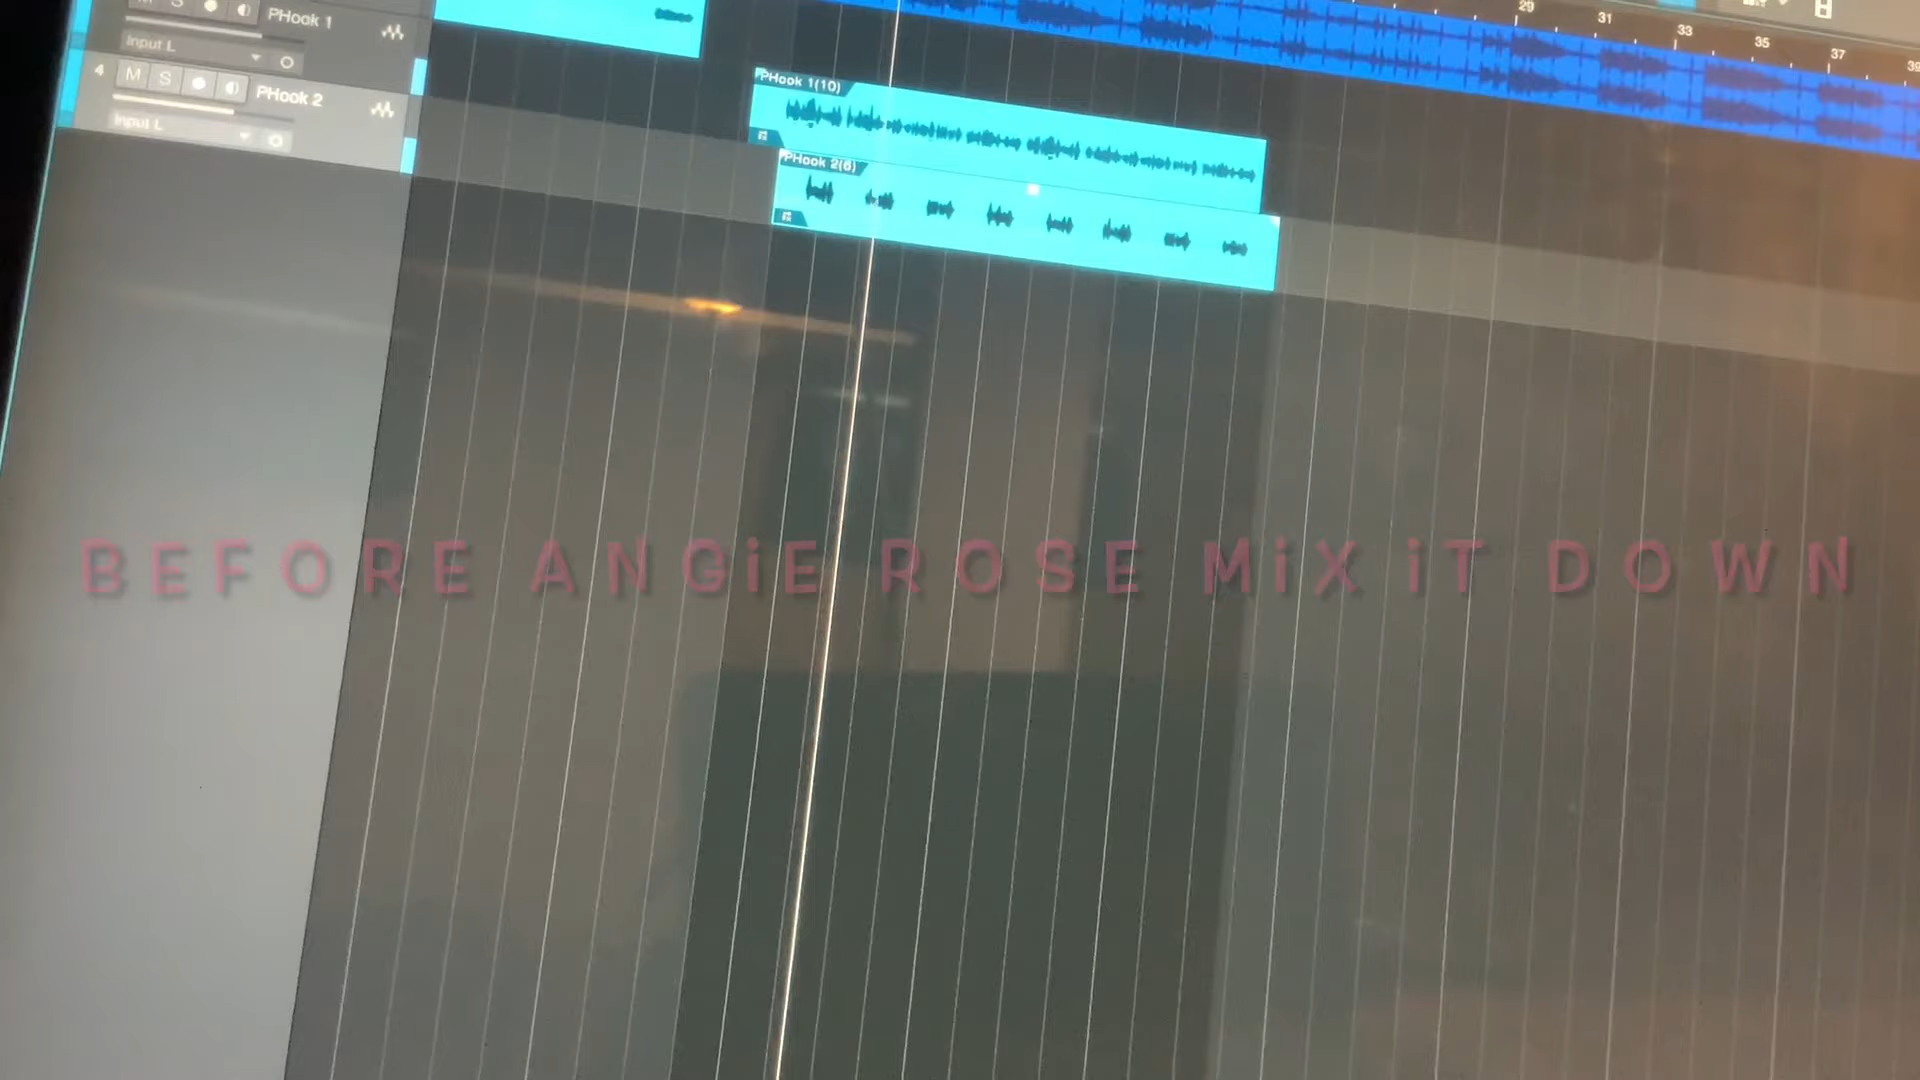 M S PHook 1
Input L
4 M S PHook 2
Input L
29 31 33 35 37 39
PHook 1(10)
PHook 2(6)
BEFORE ANGiE ROSE MiX iT DOWN